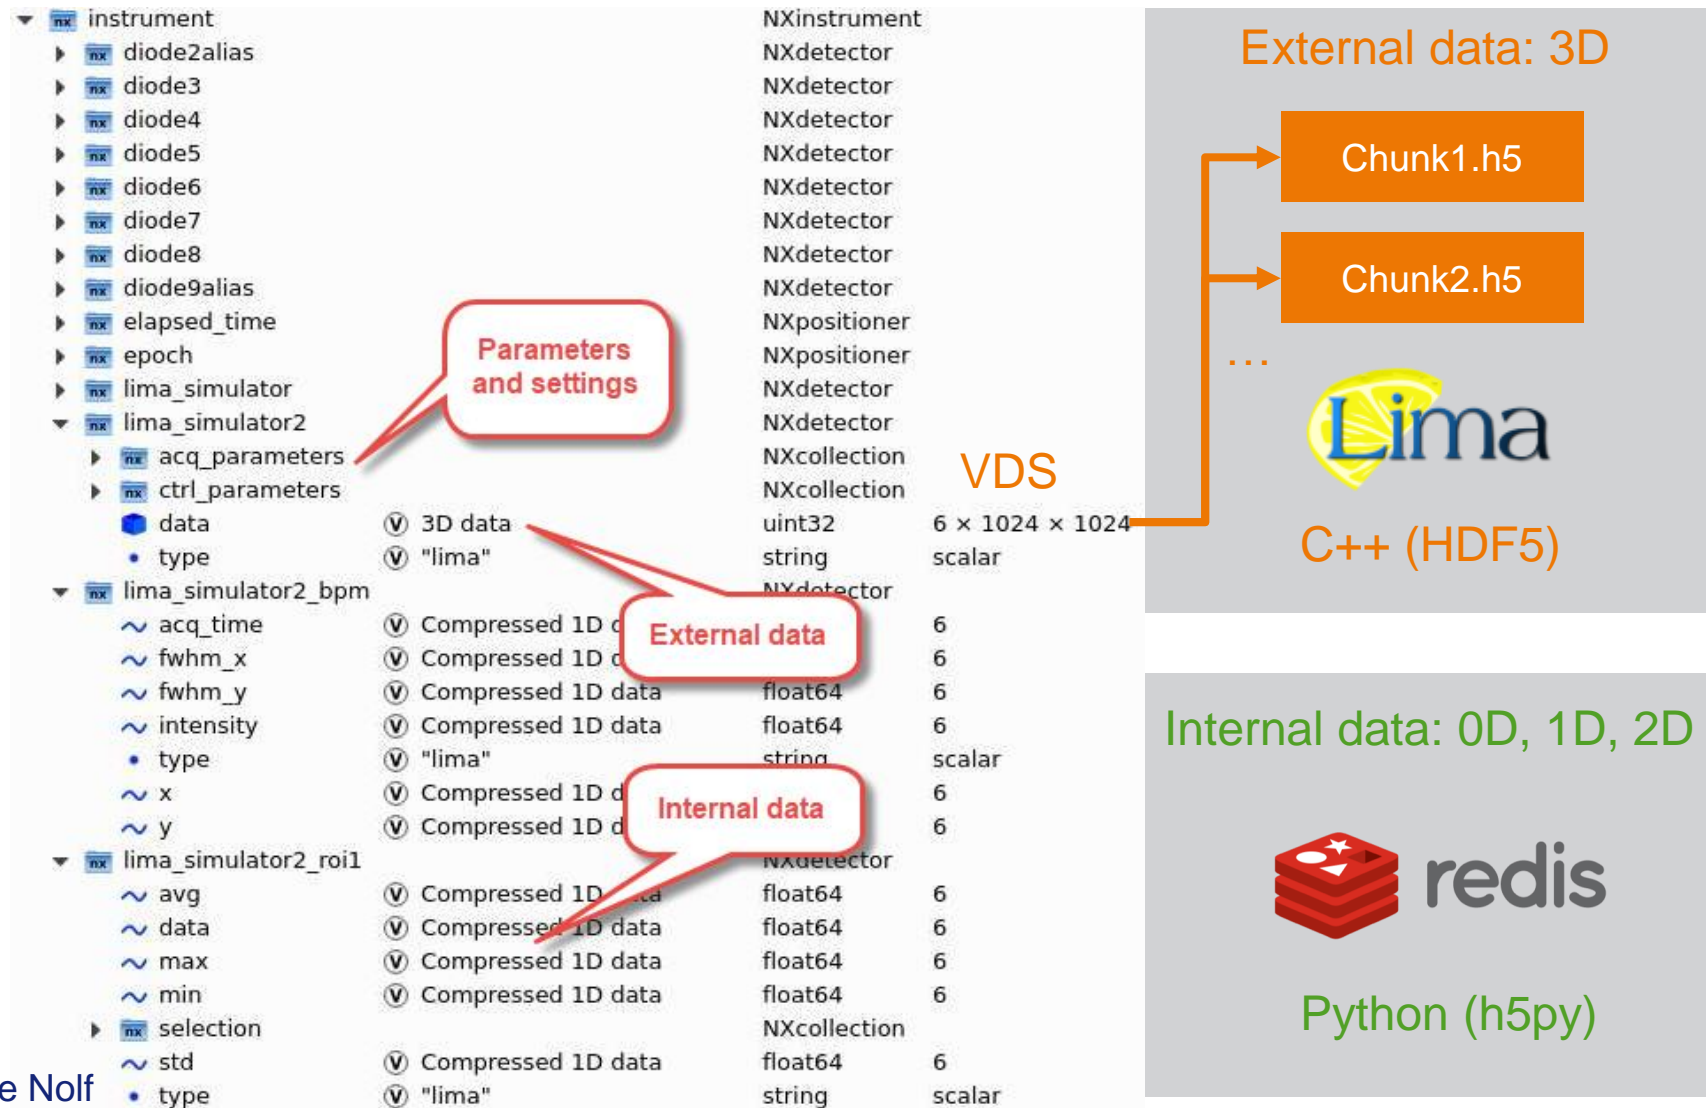 instrument NXinstrument
diode2alias NXdetector
diode3 NXdetector
diode4 NXdetector
diode5 NXdetector
diode6 NXdetector
diode7 NXdetector
diode8 NXdetector
diode9alias NXdetector
elapsed_time NXpositioner
epoch NXpositioner
lima_simulator NXdetector
lima_simulator2 NXdetector
acq_parameters NXcollection
ctrl_parameters NXcollection
data V 3D data uint32 6 × 1024 × 1024
type V "lima" string scalar
lima_simulator2_bpm NXdetector
acq_time V Compressed 1D 6
fwhm_x V Compressed 1D 6
fwhm_y V Compressed 1D data float64 6
intensity V Compressed 1D data float64 6
type V "lima" string scalar
x V Compressed 1D 6
y V Compressed 1D 6
lima_simulator2_roi1 NXdetector
avg V Compressed 1D data float64 6
data V Compressed 1D data float64 6
max V Compressed 1D data float64 6
min V Compressed 1D data float64 6
selection NXcollection
std V Compressed 1D data float64 6
type V "lima" string scalar
Parameters
and settings
External data
Internal data
VDS
External data: 3D
Chunk1.h5
Chunk2.h5
...
Lima
C++ (HDF5)
Internal data: 0D, 1D, 2D
redis
Python (h5py)
e Nolf